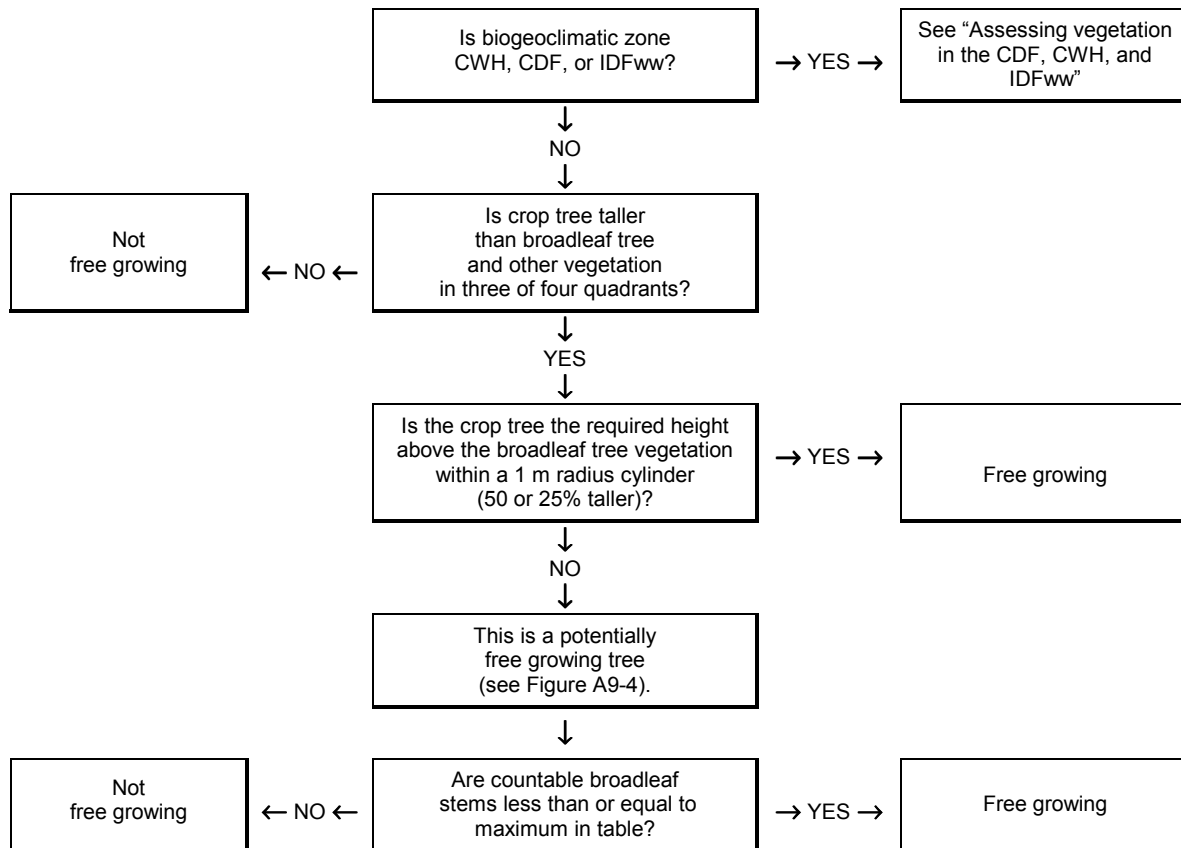 Is biogeoclimatic zone
CWH, CDF, or IDFww?
→ YES →
See “Assessing vegetation
in the CDF, CWH, and
IDFww”
↓
NO
↓
Is crop tree taller
than broadleaf tree
and other vegetation
in three of four quadrants?
← NO ←
Not
free growing
↓
YES
↓
Is the crop tree the required height
above the broadleaf tree vegetation
within a 1 m radius cylinder
(50 or 25% taller)?
→ YES →
Free growing
↓
NO
↓
This is a potentially
free growing tree
(see Figure A9-4).
↓
Are countable broadleaf
stems less than or equal to
maximum in table?
← NO ←
Not
free growing
→ YES →
Free growing